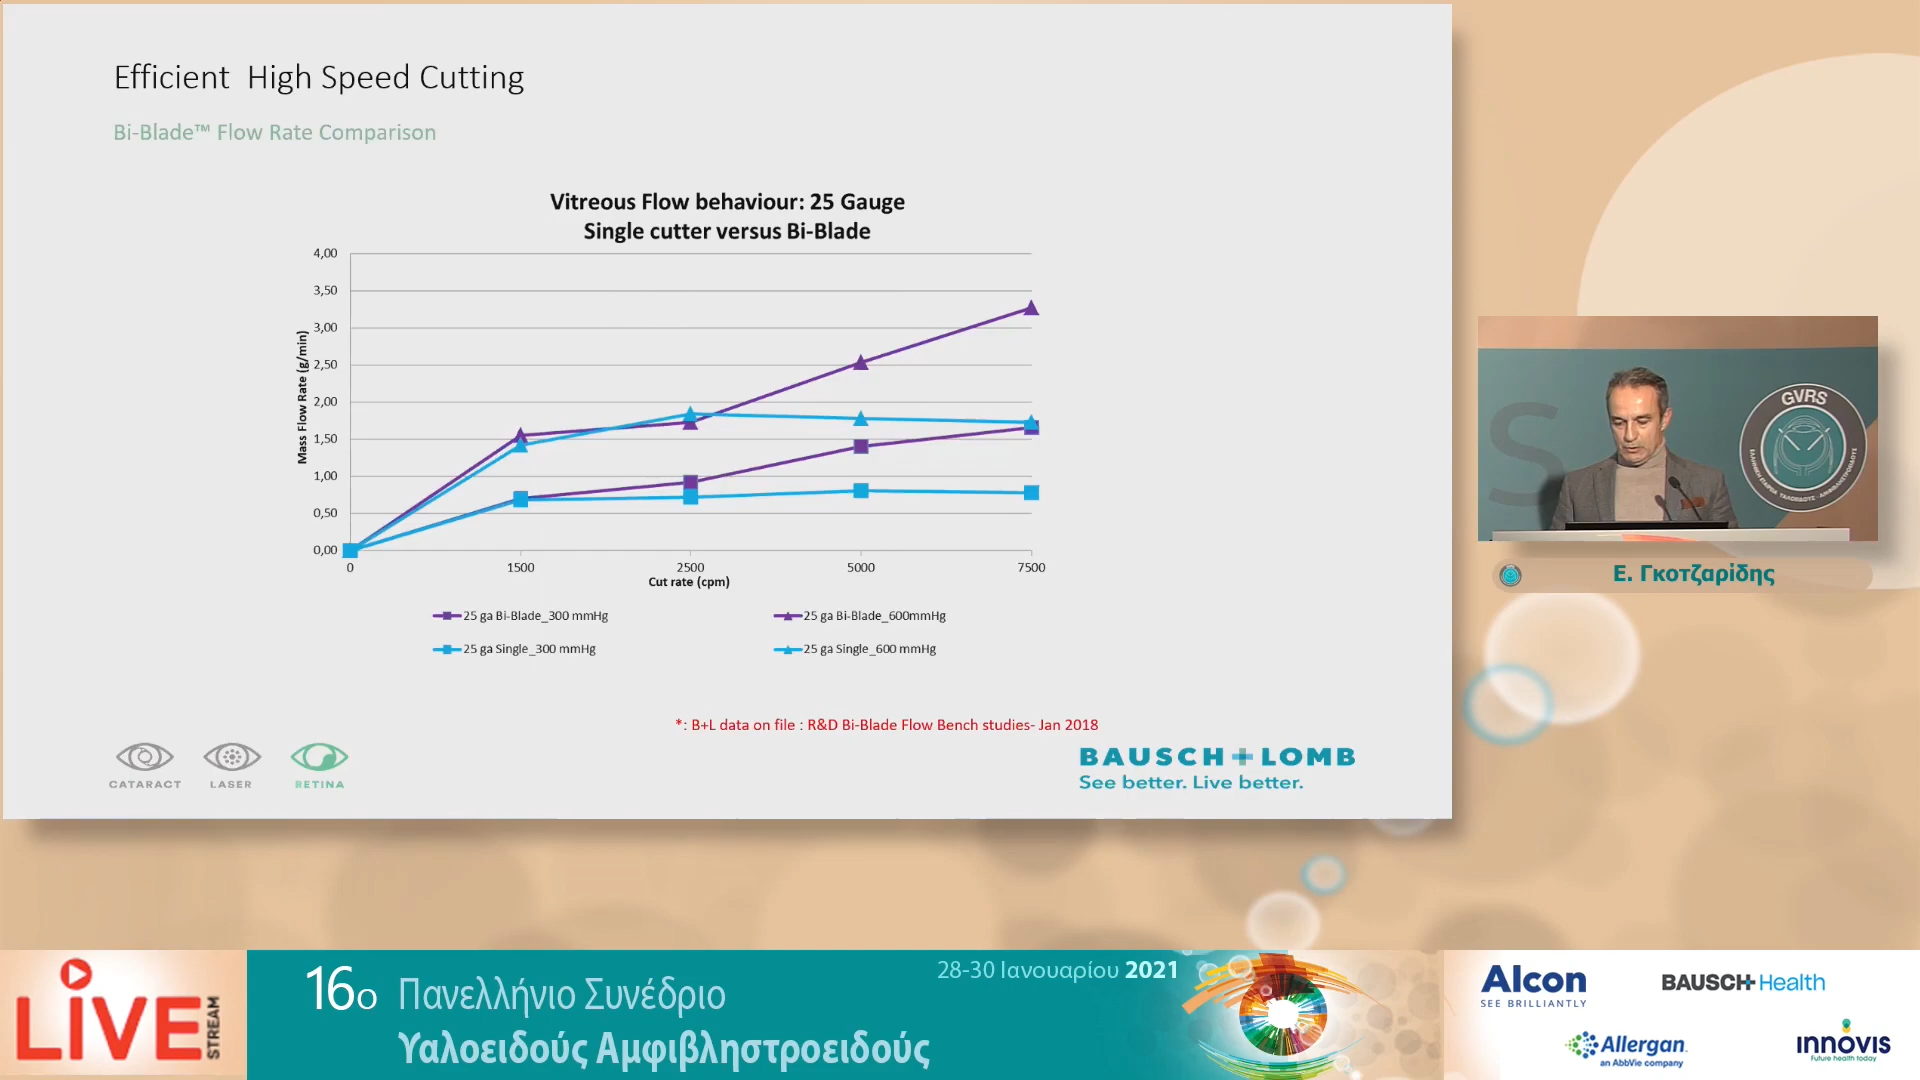 Efficient  High Speed Cutting
Bi-Blade™ Flow Rate Comparison
Vitreous Flow behaviour: 25 Gauge
Single cutter versus Bi-Blade
Mass Flow Rate (g/min)
4,00
3,50
3,00
2,50
2,00
1,50
1,00
0,50
0,00
0 1500 2500 5000 7500
Cut rate (cpm)
25 ga Bi-Blade_300 mmHg
25 ga Bi-Blade_600mmHg
25 ga Single_300 mmHg
25 ga Single_600 mmHg
*: B+L data on file : R&D Bi-Blade Flow Bench studies- Jan 2018
CATARACT
LASER
RETINA
BAUSCH + LOMB
See better. Live better.
S
GVRS
Ε. Γκοτζαρίδης
LIVE
STREAM
16ο Πανελλήνιο Συνέδριο
Υαλοειδούς Αμφιβληστροειδούς
28-30 Ιανουαρίου 2021
Alcon
SEE BRILLIANTLY
BAUSCH+Health
Allergan
an AbbVie company
INNOVIS
Future health today